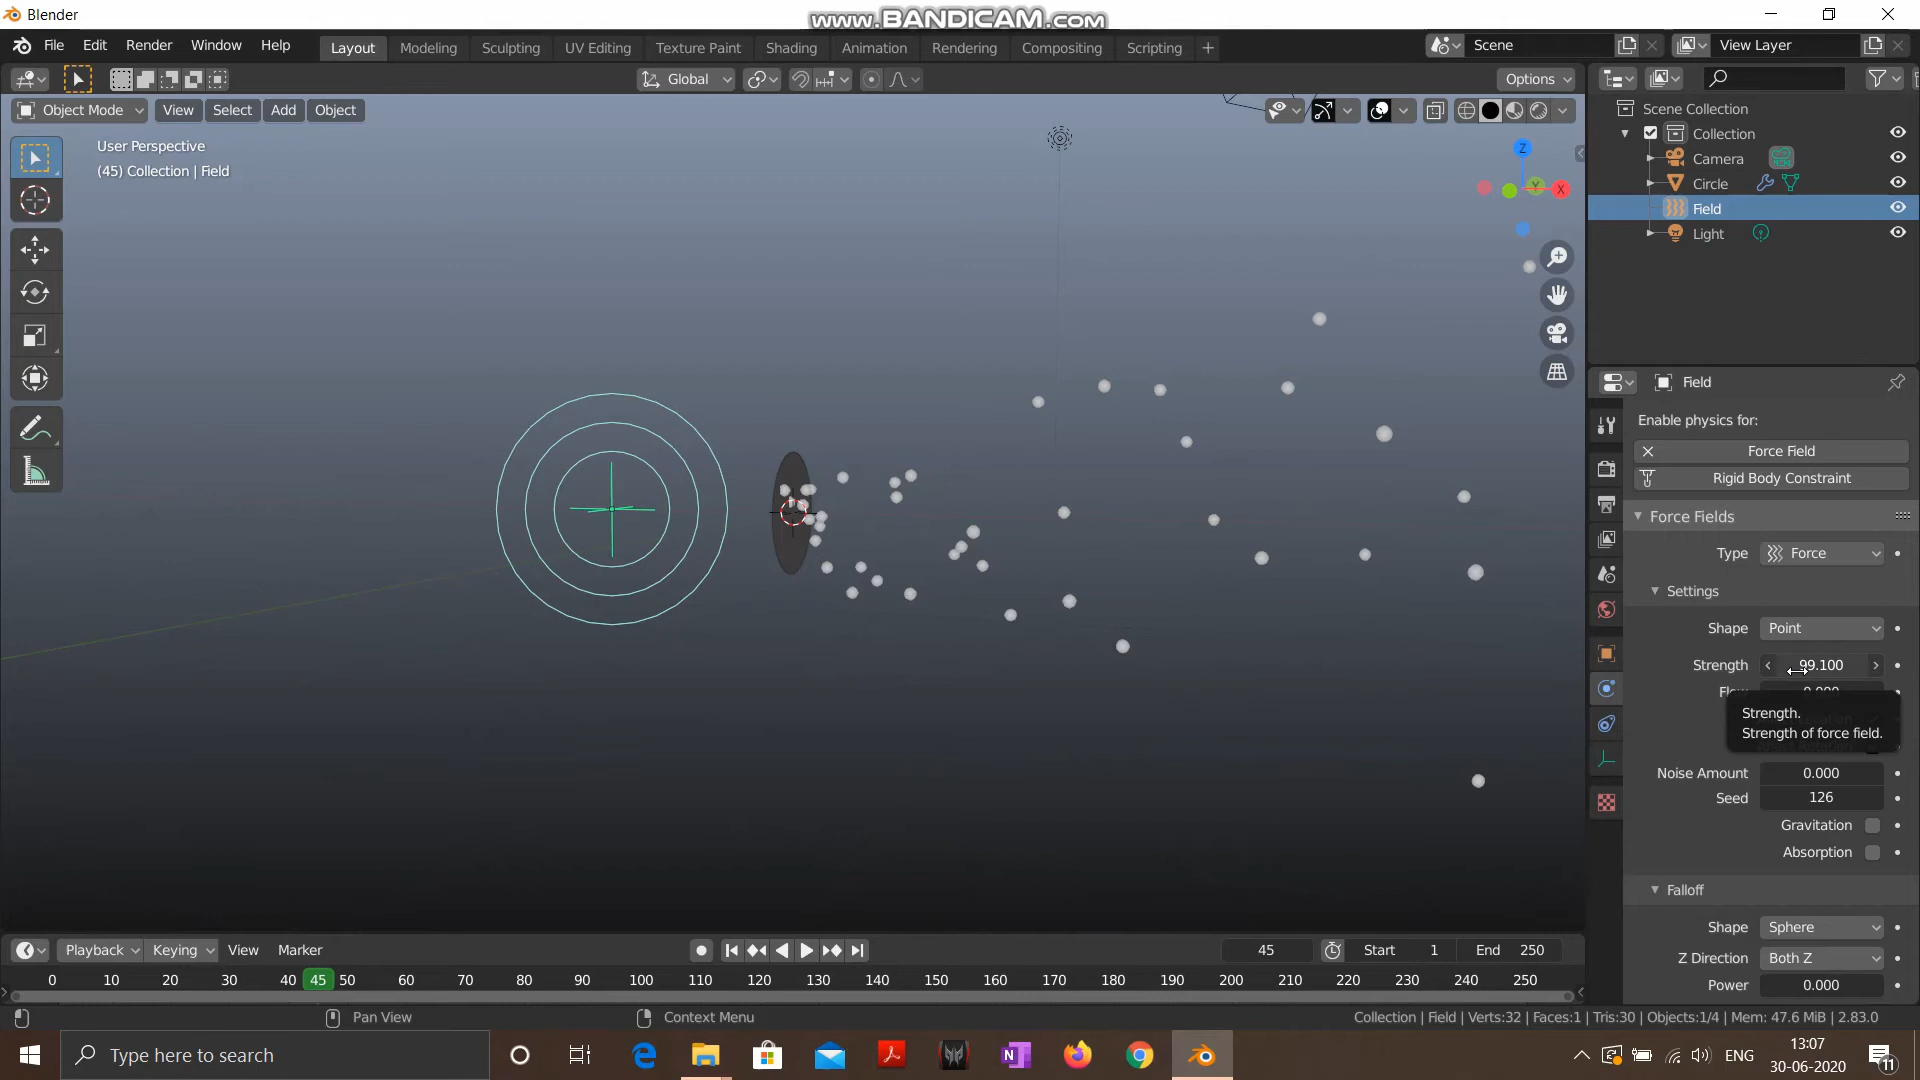 Blender
www.BANDICAM.com
File Edit Render Window Help
Layout Modeling Sculpting UV Editing Texture Paint Shading Animation Rendering Compositing Scripting +
Scene
View Layer
Global
Options
Object Mode View Select Add Object
User Perspective
(45) Collection | Field
Z
Y
X
Scene Collection
Collection
Camera
Circle
Field
Light
Field
Enable physics for:
Force Field
Rigid Body Constraint
Force Fields
Type Force
Settings
Shape Point
Strength 99.100
Strength.
Strength of force field.
Noise Amount 0.000
Seed 126
Gravitation
Absorption
Falloff
Shape Sphere
Z Direction Both Z
Power 0.000
Playback Keying View Marker
45 Start 1 End 250
0 10 20 30 40 45 50 60 70 80 90 100 110 120 130 140 150 160 170 180 190 200 210 220 230 240 250
Pan View
Context Menu
Collection | Field | Verts:32 | Faces:1 | Tris:30 | Objects:1/4 | Mem: 47.6 MiB | 2.83.0
Type here to search
ENG
13:07
30-06-2020
11